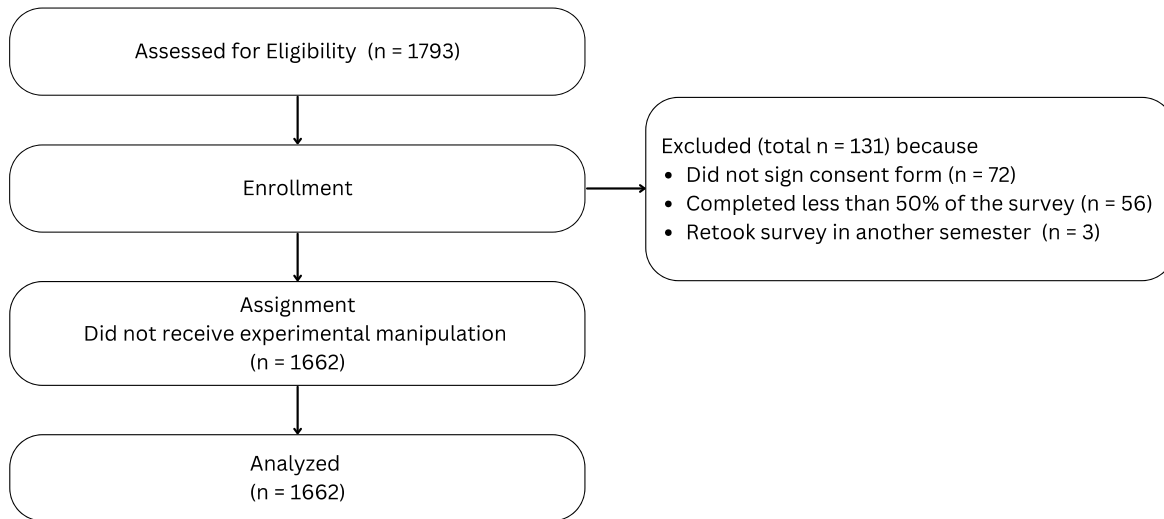 Assessed for Eligibility (n = 1793)
Enrollment
Excluded (total n = 131) because
• Did not sign consent form (n = 72)
• Completed less than 50% of the survey (n = 56)
• Retook survey in another semester (n = 3)
Assignment
Did not receive experimental manipulation
(n = 1662)
Analyzed
(n = 1662)